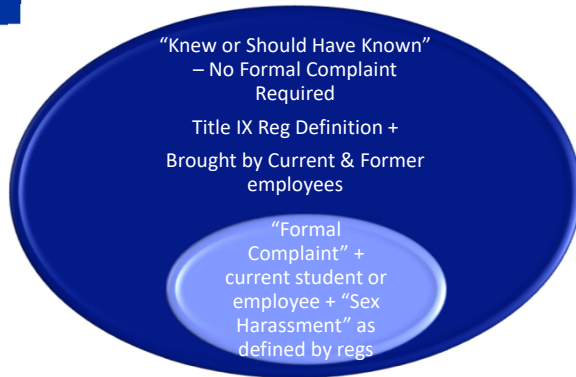 “Knew or Should Have Known”
– No Formal Complaint
Required
Title IX Reg Definition +
Brought by Current & Former
employees
“Formal
Complaint” +
current student or
employee + “Sex
Harassment” as
defined by regs